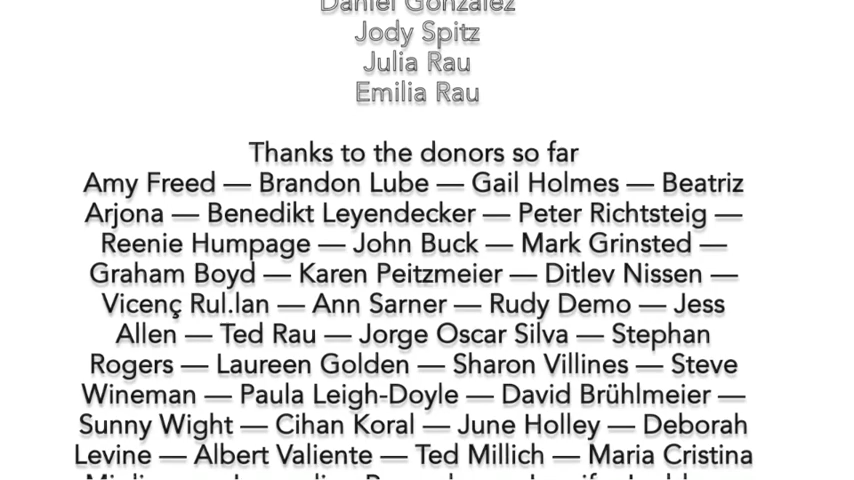 Daniel Gonzalez
Jody Spitz
Julia Rau
Emilia Rau
Thanks to the donors so far
Amy Freed — Brandon Lube — Gail Holmes — Beatriz
Arjona — Benedikt Leyendecker — Peter Richtsteig —
Reenie Humpage — John Buck — Mark Grinsted —
Graham Boyd — Karen Peitzmeier — Ditlev Nissen —
Vicenç Rul.lan — Ann Sarner — Rudy Demo — Jess
Allen — Ted Rau — Jorge Oscar Silva — Stephan
Rogers — Laureen Golden — Sharon Villines — Steve
Wineman — Paula Leigh-Doyle — David Brühlmeier —
Sunny Wight — Cihan Koral — June Holley — Deborah
Levine — Albert Valiente — Ted Millich — Maria Cristina